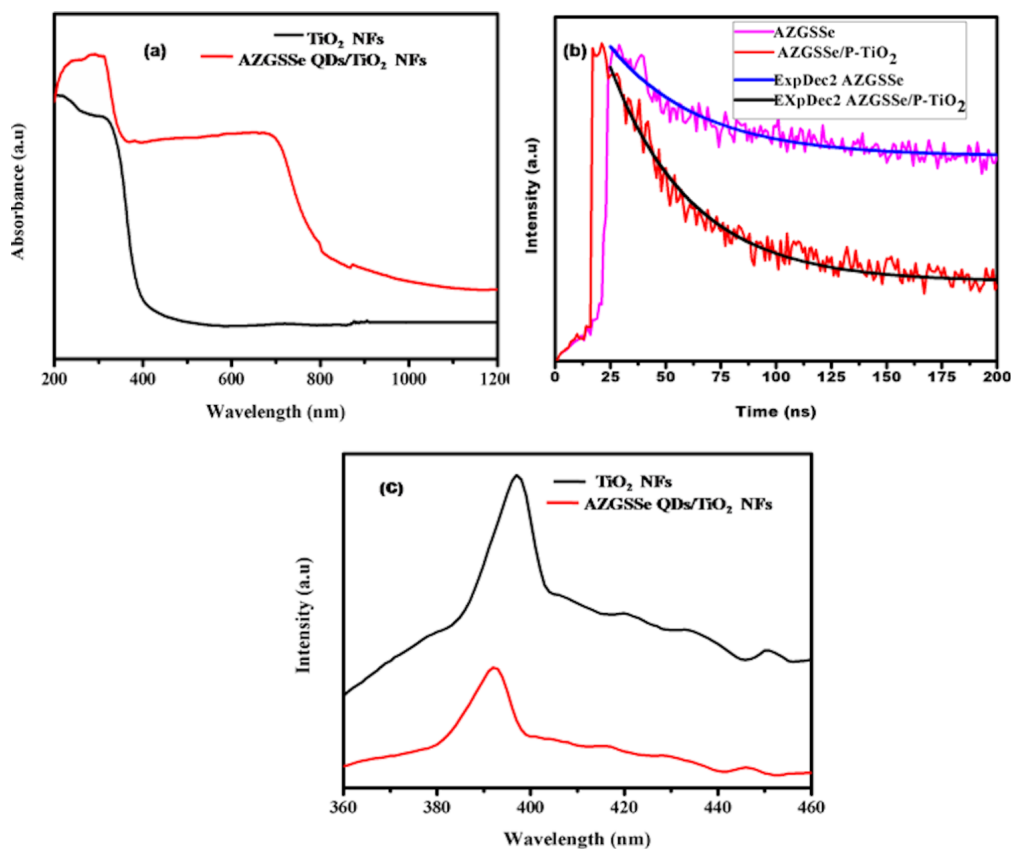 (a)
TiO₂ NFs
AZGSSe QDs/TiO₂ NFs
Absorbance (a.u)
200 400 600 800 1000 1200
Wavelength (nm)
(b)
AZGSSe
AZGSSe/P-TiO₂
ExpDec2 AZGSSe
EXpDec2 AZGSSe/P-TiO₂
Intensity (a.u)
0 25 50 75 100 125 150 175 200
Time (ns)
(C)
TiO₂ NFs
AZGSSe QDs/TiO₂ NFs
Intensity (a.u)
360 380 400 420 440 460
Wavelength (nm)